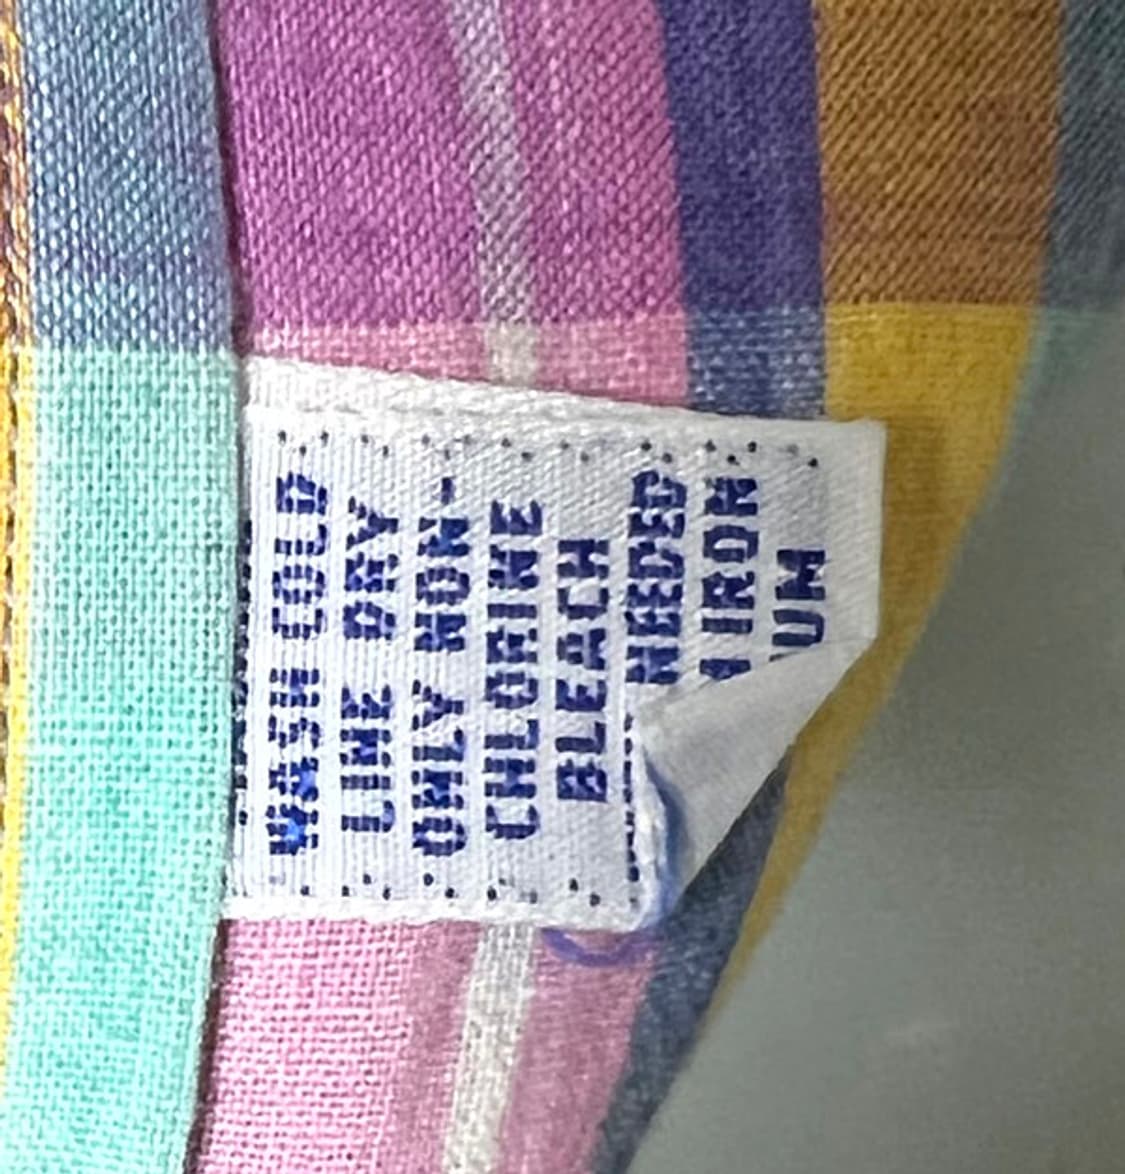 WASH COLD
LINE DRY
ONLY NON-
CHLORINE
BLEACH
NEEDED
IRON